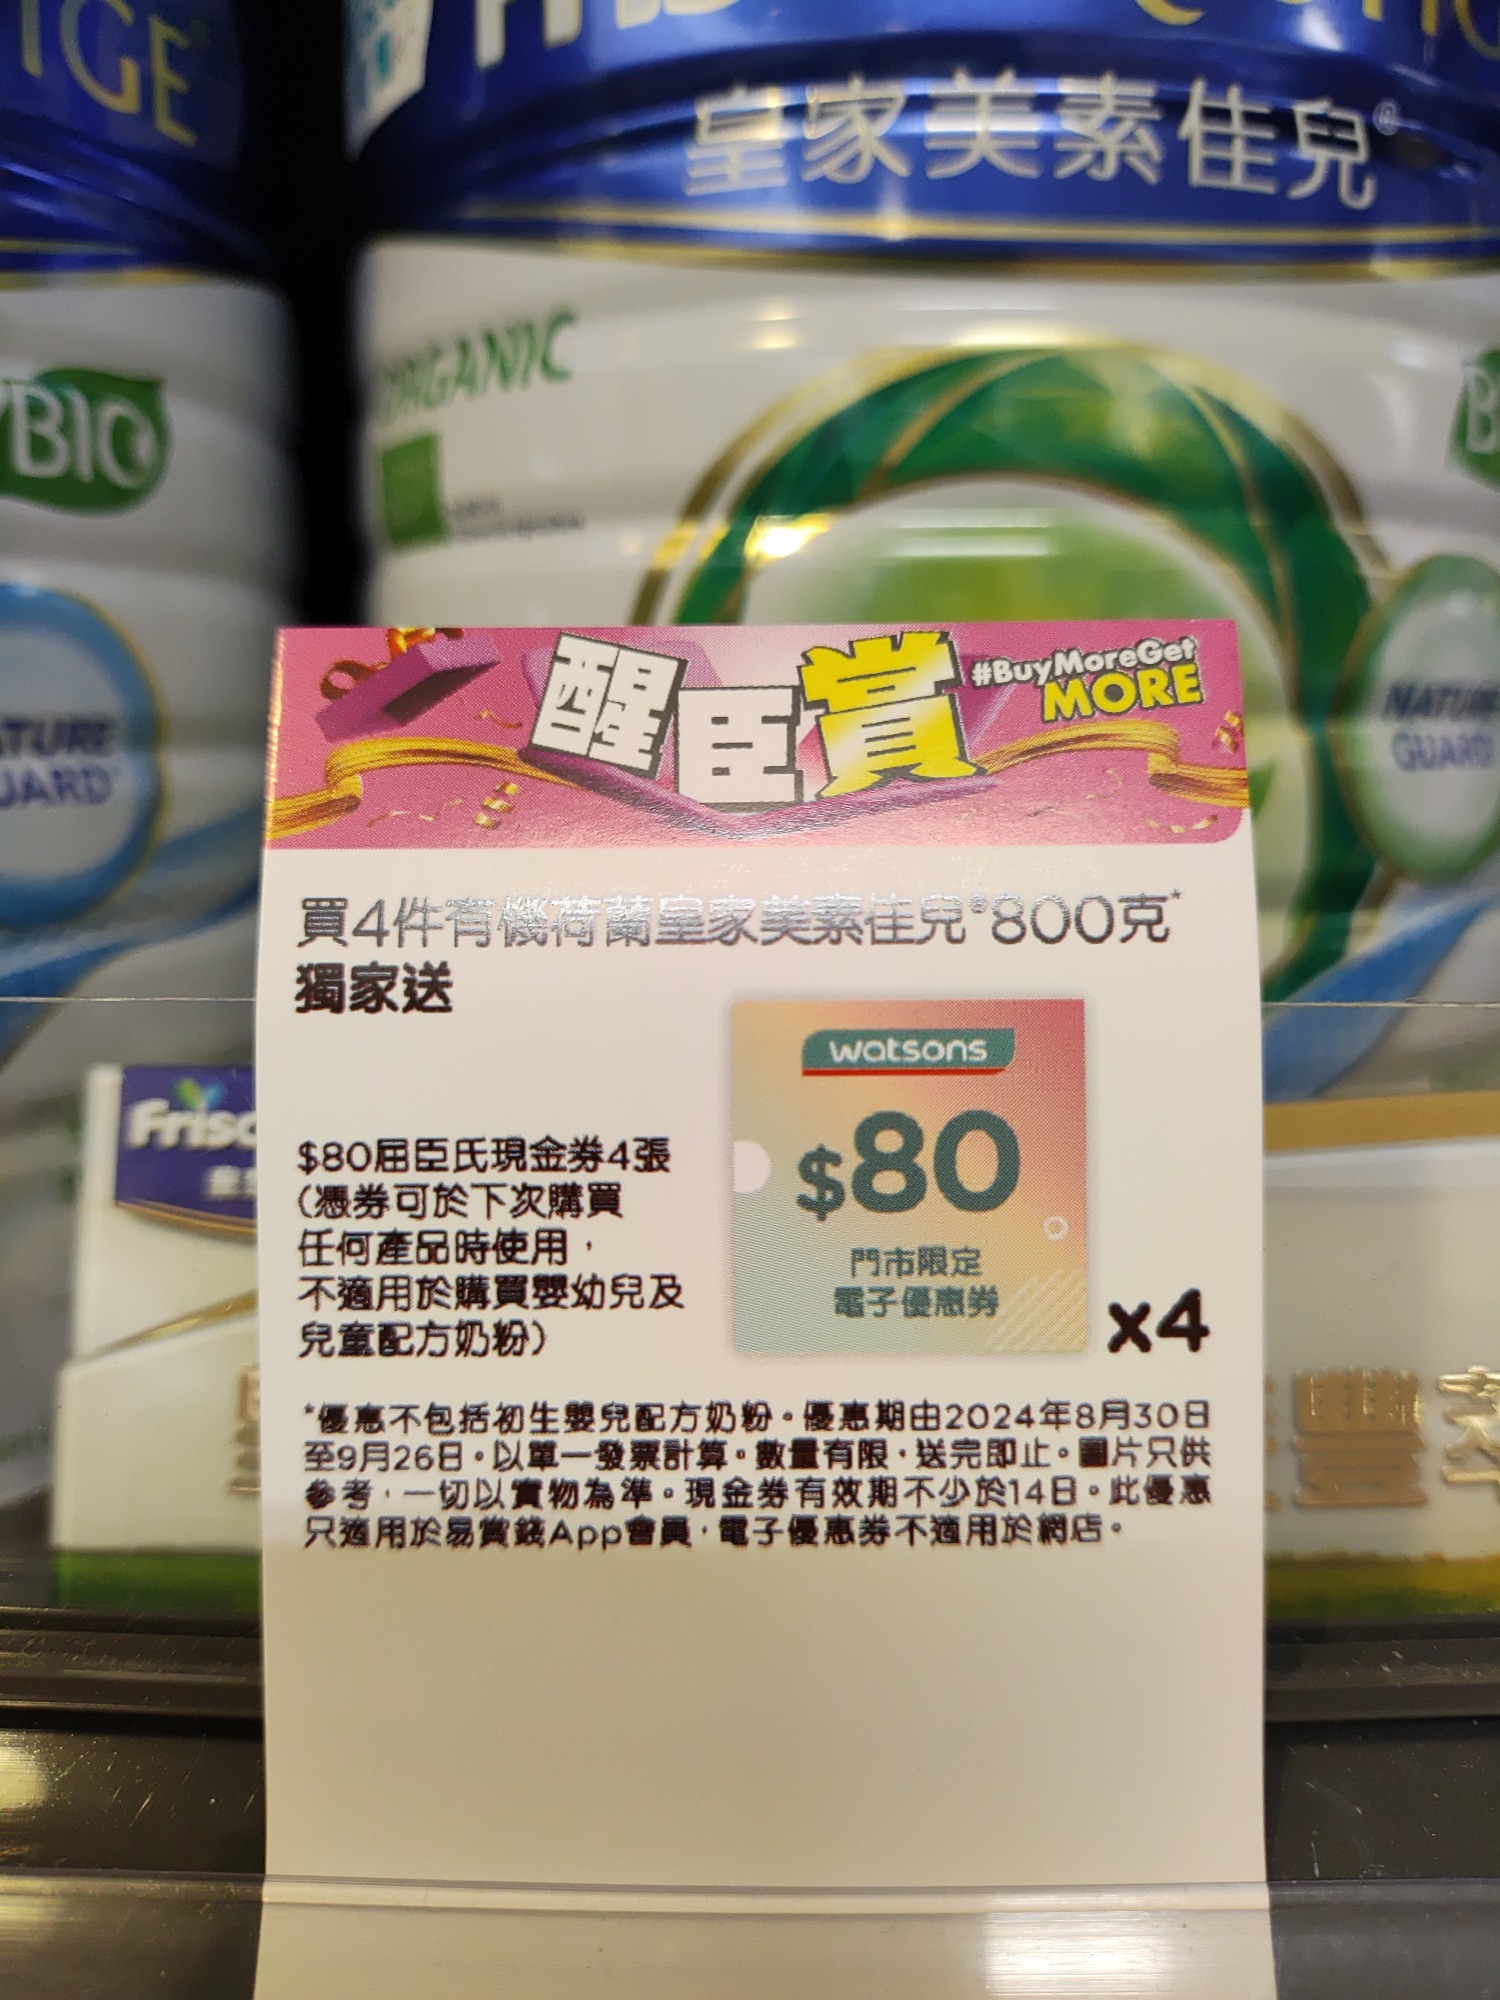 IGE
皇家美素佳兒®
ORGANIC
BIO
NATURE
GUARD
醒臣賞
#BuyMoreGet
MORE
買4件有機荷蘭皇家美素佳兒®800克*
獨家送
watsons
$80
門市限定
電子優惠券
x4
$80屈臣氏現金券4張
(憑券可於下次購買
任何產品時使用，
不適用於購買嬰幼兒及
兒童配方奶粉)
*優惠不包括初生嬰兒配方奶粉。優惠期由2024年8月30日
至9月26日。以單一發票計算。數量有限，送完即止。圖片只供
參考，一切以實物為準。現金券有效期不少於14日。此優惠
只適用於易賞錢App會員，電子優惠券不適用於網店。